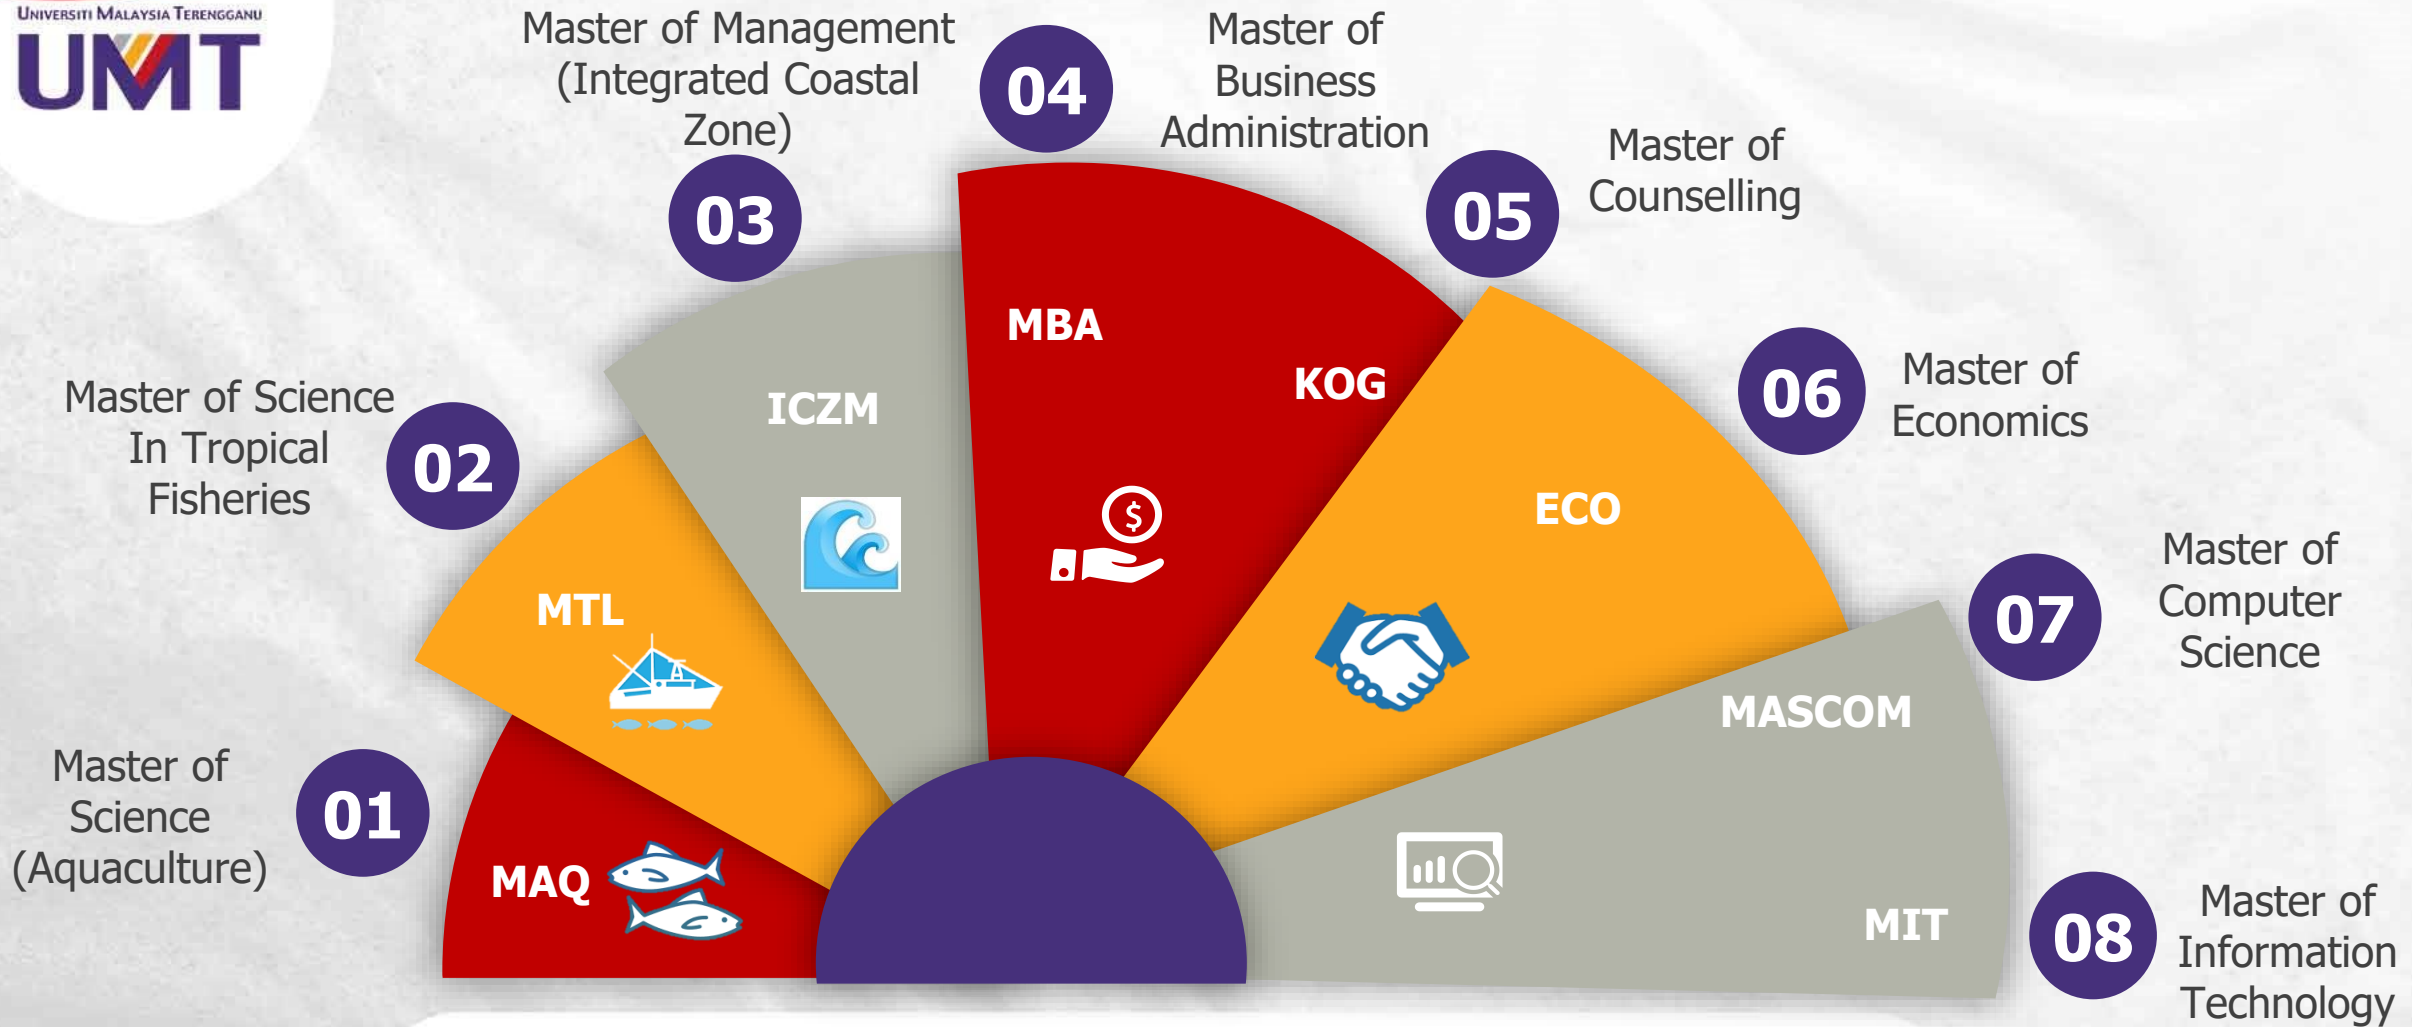 UNIVERSITI MALAYSIA TERENGGANU
UMT
Master of Management
(Integrated Coastal
Zone)
03
04
Master of
Business
Administration
05
Master of
Counselling
06
Master of
Economics
07
Master of
Computer
Science
08
Master of
Information
Technology
Master of Science
In Tropical
Fisheries
02
Master of
Science
(Aquaculture)
01
MAQ
MTL
ICZM
MBA
KOG
$
ECO
MASCOM
MIT